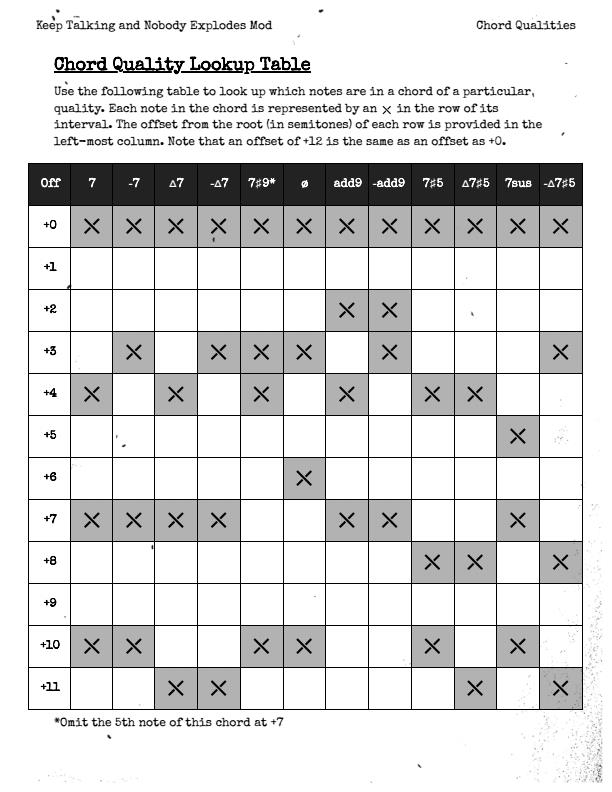 Keep Talking and Nobody Explodes Mod
Chord Qualities
Chord Quality Lookup Table
Use the following table to look up which notes are in a chord of a particular
quality. Each note in the chord is represented by an × in the row of its
interval. The offset from the root (in semitones) of each row is provided in the
left-most column. Note that an offset of +12 is the same as an offset as +0.
Off 7 -7 Δ7 -Δ7 7♯9* ø add9 -add9 7♯5 Δ7♯5 7sus -Δ7♯5
+0 × × × × × × × × × × × ×
+1
+2 × ×
+3 × × × × × ×
+4 × × × × × ×
+5 ×
+6 ×
+7 × × × × × × ×
+8 × × ×
+9
+10 × × × × × ×
+11 × × × ×
*Omit the 5th note of this chord at +7